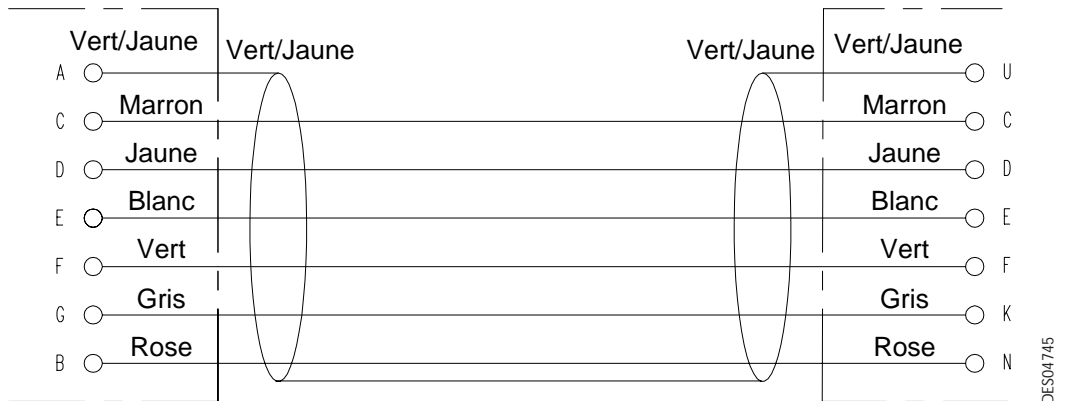 Vert/Jaune Vert/Jaune Vert/Jaune Vert/Jaune
A U
C Marron Marron C
D Jaune Jaune D
E Blanc Blanc E
F Vert Vert F
G Gris Gris K
B Rose Rose N
DES04745